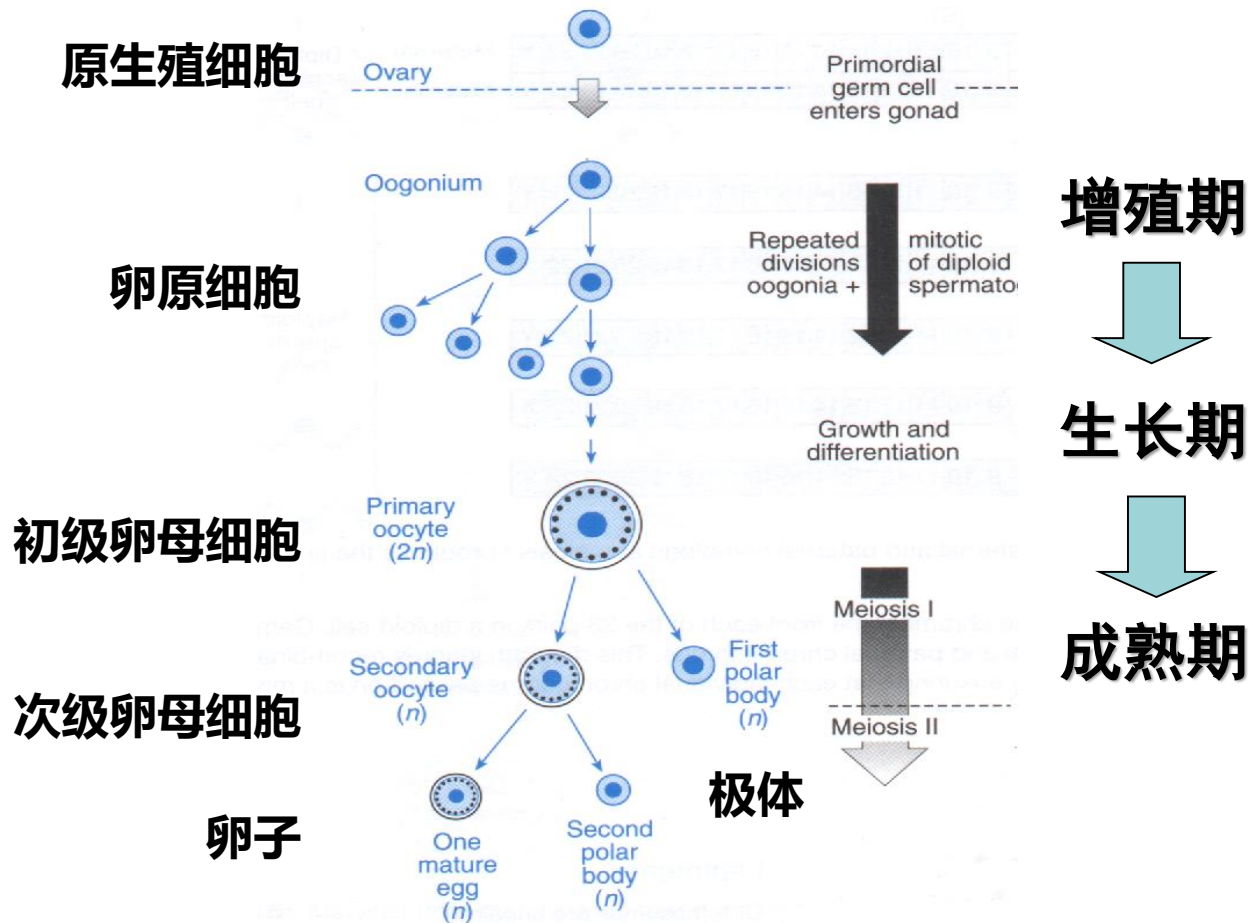 原生殖细胞
Ovary
Primordial
germ cell
enters gonad
Oogonium
增殖期
Repeated mitotic
divisions of diploid
oogonia + spermato
卵原细胞
生长期
Growth and
differentiation
初级卵母细胞
Primary
oocyte
(2n)
Meiosis I
成熟期
Secondary
oocyte
(n)
First
polar
body
(n)
次级卵母细胞
Meiosis II
极体
卵子
One
mature
egg
(n)
Second
polar
body
(n)